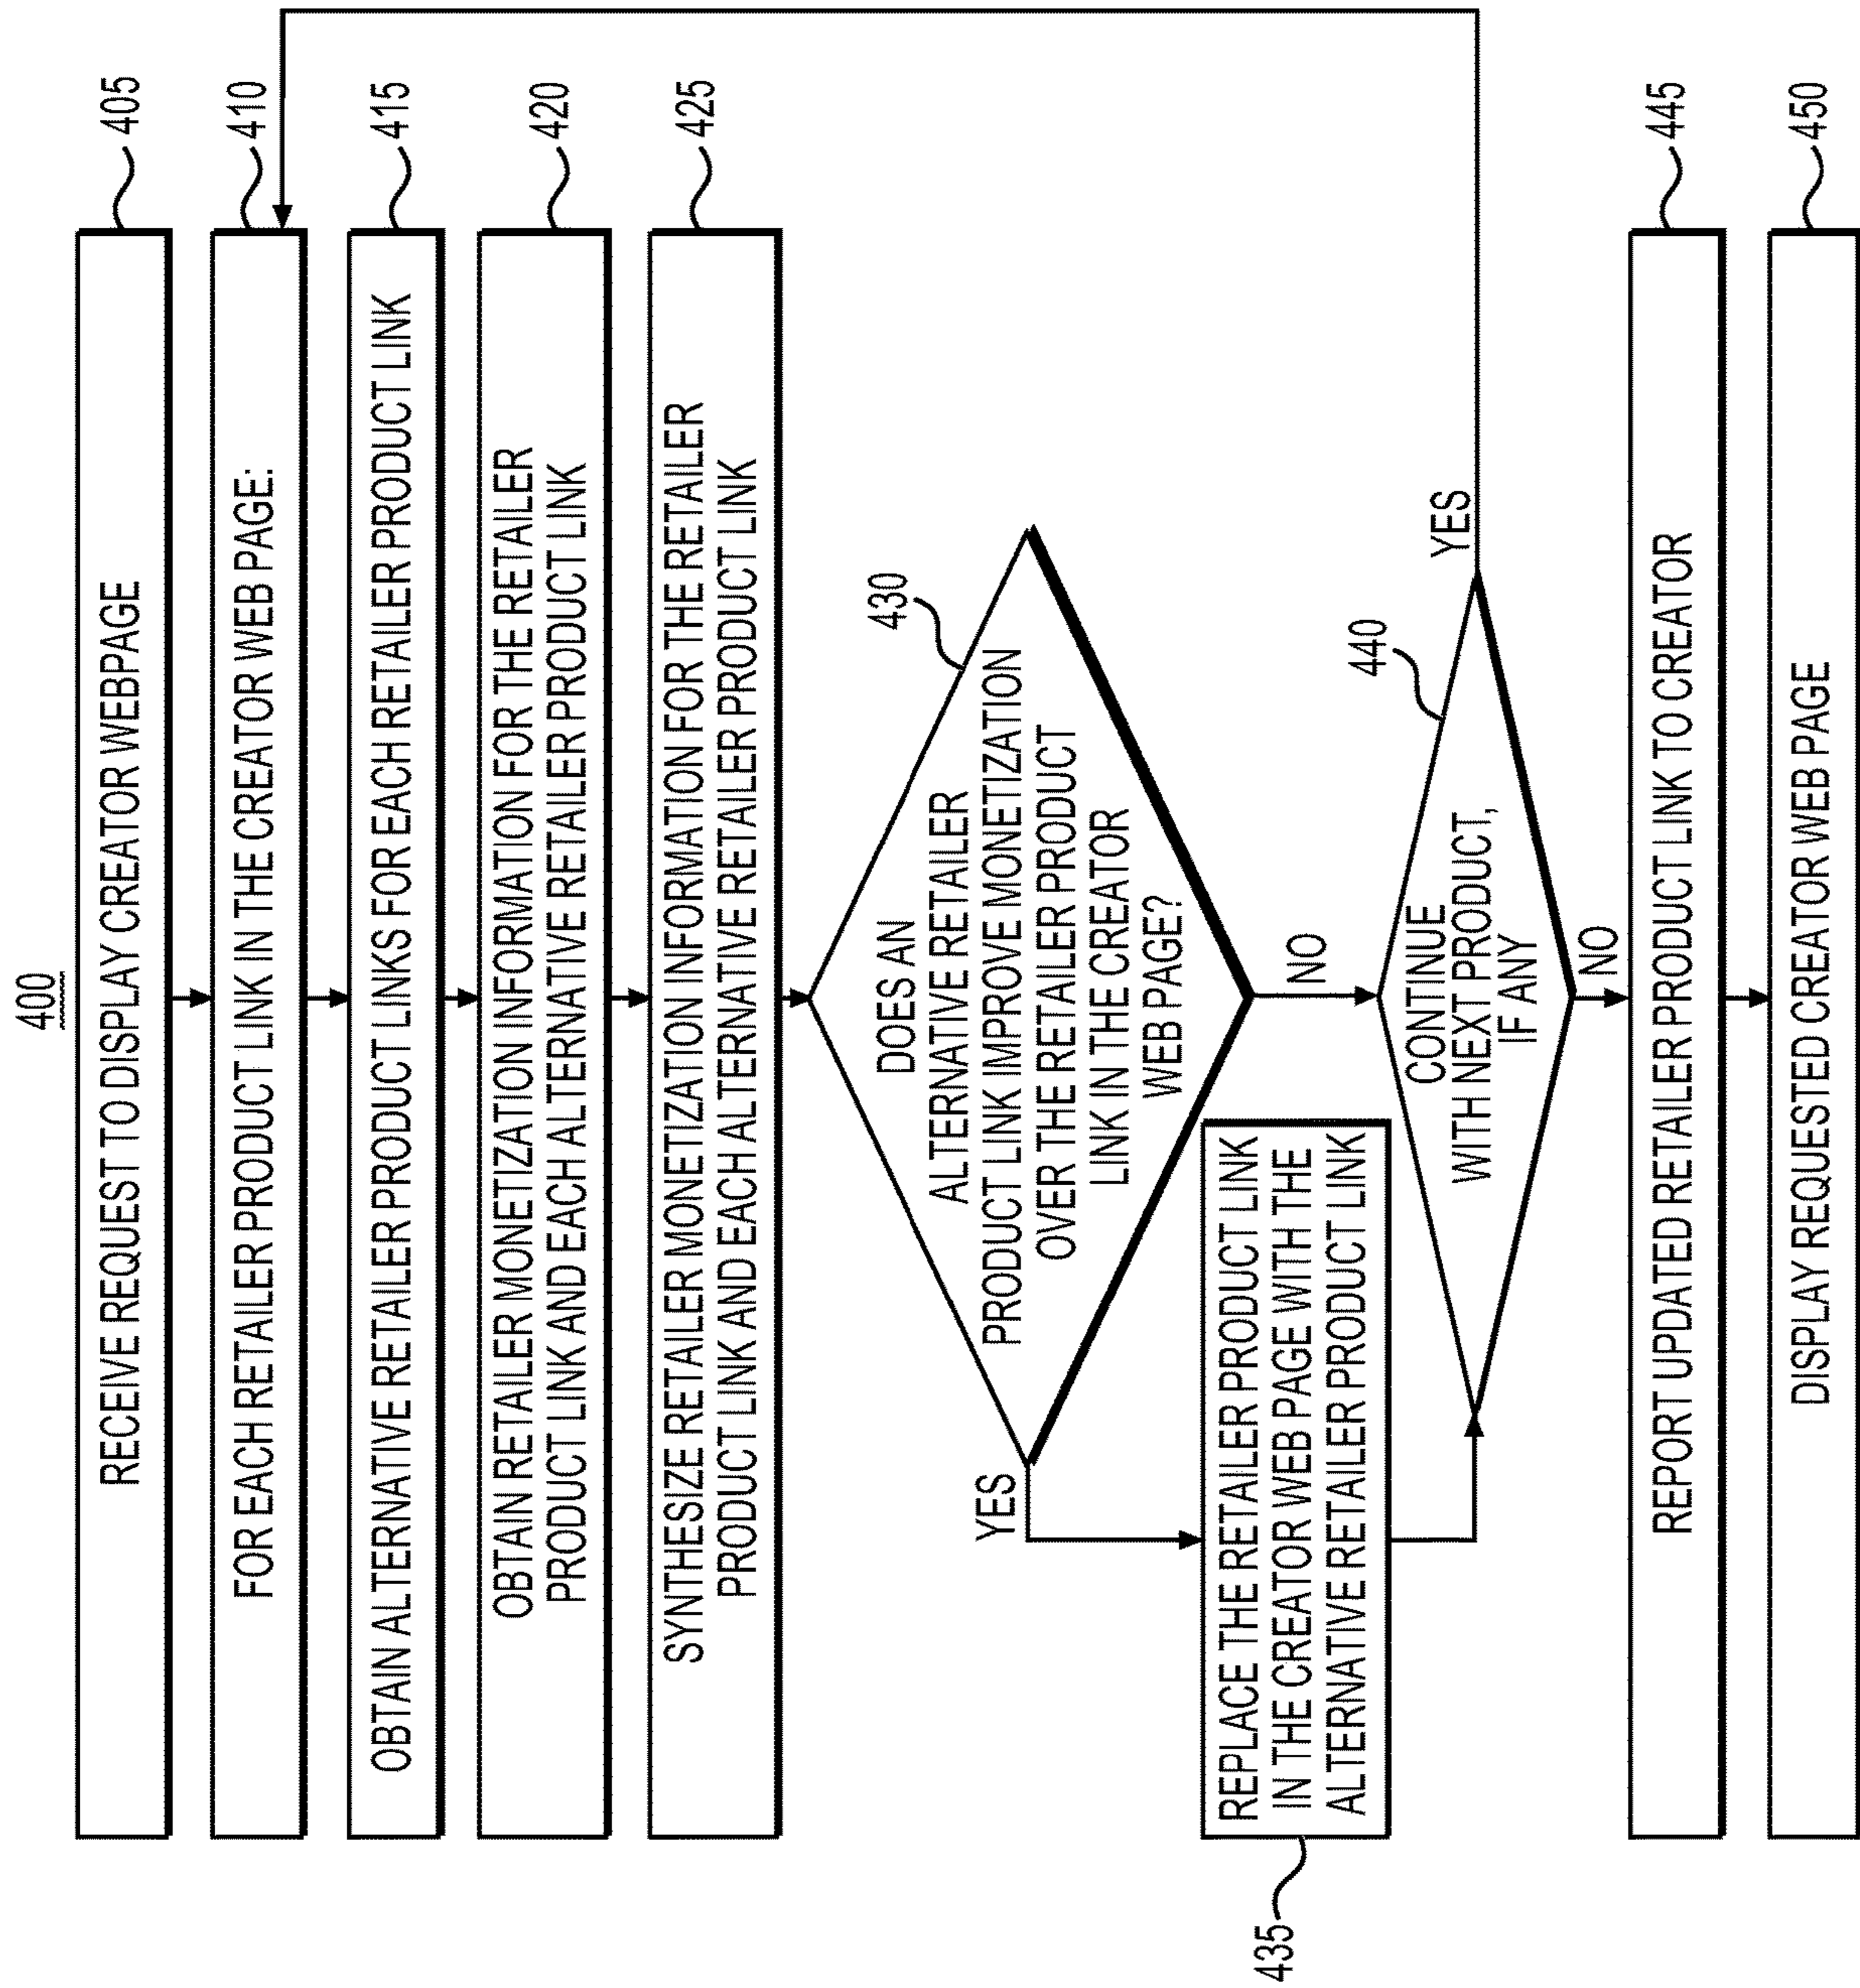 400
RECEIVE REQUEST TO DISPLAY CREATOR WEBPAGE
405
FOR EACH RETAILER PRODUCT LINK IN THE CREATOR WEB PAGE:
410
OBTAIN ALTERNATIVE RETAILER PRODUCT LINKS FOR EACH RETAILER PRODUCT LINK
415
OBTAIN RETAILER MONETIZATION INFORMATION FOR THE RETAILER
PRODUCT LINK AND EACH ALTERNATIVE RETAILER PRODUCT LINK
420
SYNTHESIZE RETAILER MONETIZATION INFORMATION FOR THE RETAILER
PRODUCT LINK AND EACH ALTERNATIVE RETAILER PRODUCT LINK
425
DOES AN
ALTERNATIVE RETAILER
PRODUCT LINK IMPROVE MONETIZATION
OVER THE RETAILER PRODUCT
LINK IN THE CREATOR
WEB PAGE?
430
YES
NO
REPLACE THE RETAILER PRODUCT LINK
IN THE CREATOR WEB PAGE WITH THE
ALTERNATIVE RETAILER PRODUCT LINK
435
CONTINUE
WITH NEXT PRODUCT,
IF ANY
440
YES
NO
REPORT UPDATED RETAILER PRODUCT LINK TO CREATOR
445
DISPLAY REQUESTED CREATOR WEB PAGE
450